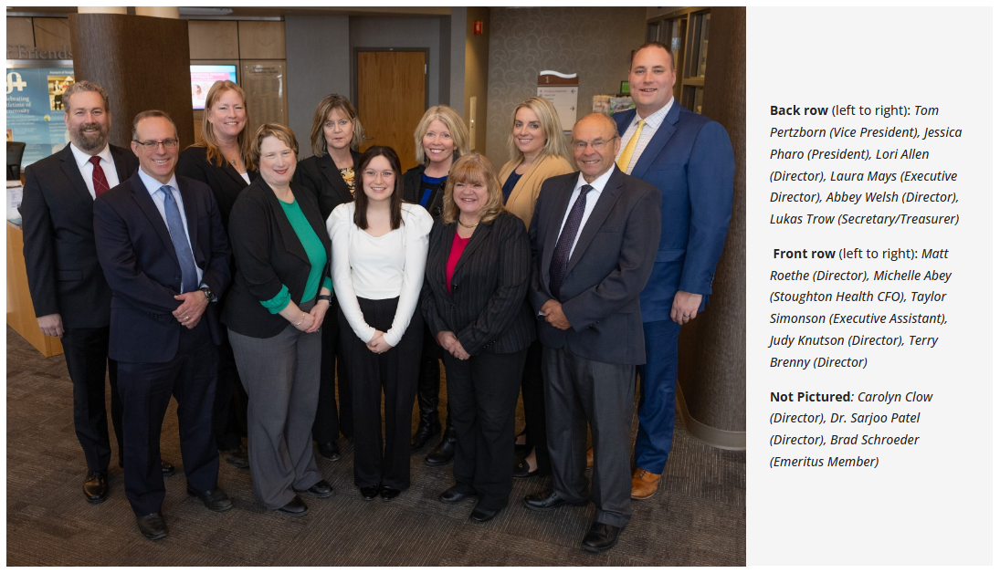 Friends
Back row (left to right): Tom
Pertzborn (Vice President), Jessica
Pharo (President), Lori Allen
(Director), Laura Mays (Executive
Director), Abbey Welsh (Director),
Lukas Trow (Secretary/Treasurer)
Front row (left to right): Matt
Roethe (Director), Michelle Abey
(Stoughton Health CFO), Taylor
Simonson (Executive Assistant),
Judy Knutson (Director), Terry
Brenny (Director)
Not Pictured: Carolyn Clow
(Director), Dr. Sarjoo Patel
(Director), Brad Schroeder
(Emeritus Member)